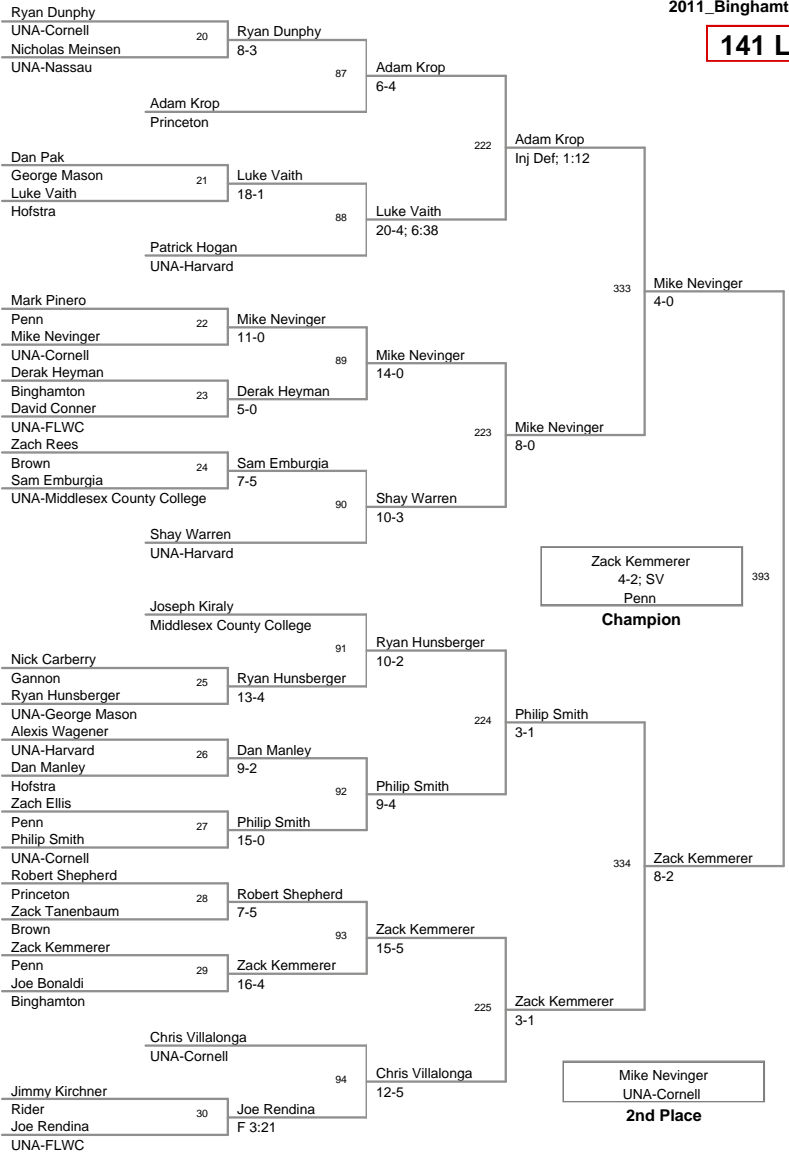 2011_Binghamt
141 L
Ryan Dunphy
UNA-Cornell
20
Ryan Dunphy
Nicholas Meinsen
8-3
UNA-Nassau
87
Adam Krop
6-4
Adam Krop
Princeton
222
Adam Krop
Inj Def; 1:12
Dan Pak
George Mason
21
Luke Vaith
Luke Vaith
18-1
Hofstra
88
Luke Vaith
20-4; 6:38
Patrick Hogan
UNA-Harvard
333
Mike Nevinger
4-0
Mark Pinero
Penn
22
Mike Nevinger
Mike Nevinger
11-0
UNA-Cornell
89
Mike Nevinger
14-0
Derak Heyman
Binghamton
23
Derak Heyman
David Conner
5-0
UNA-FLWC
223
Mike Nevinger
8-0
Zach Rees
Brown
24
Sam Emburgia
Sam Emburgia
7-5
UNA-Middlesex County College
90
Shay Warren
10-3
Shay Warren
UNA-Harvard
Zack Kemmerer
4-2; SV
Penn
393
Champion
Joseph Kiraly
Middlesex County College
91
Ryan Hunsberger
10-2
Nick Carberry
Gannon
25
Ryan Hunsberger
Ryan Hunsberger
13-4
UNA-George Mason
224
Philip Smith
3-1
Alexis Wagener
UNA-Harvard
26
Dan Manley
Dan Manley
9-2
Hofstra
92
Philip Smith
9-4
Zach Ellis
Penn
27
Philip Smith
Philip Smith
15-0
UNA-Cornell
334
Zack Kemmerer
8-2
Robert Shepherd
Princeton
28
Robert Shepherd
Zack Tanenbaum
7-5
Brown
93
Zack Kemmerer
15-5
Zack Kemmerer
Penn
29
Zack Kemmerer
Joe Bonaldi
16-4
Binghamton
225
Zack Kemmerer
3-1
Chris Villalonga
UNA-Cornell
94
Chris Villalonga
12-5
Jimmy Kirchner
Rider
30
Joe Rendina
Joe Rendina
F 3:21
UNA-FLWC
Mike Nevinger
UNA-Cornell
2nd Place